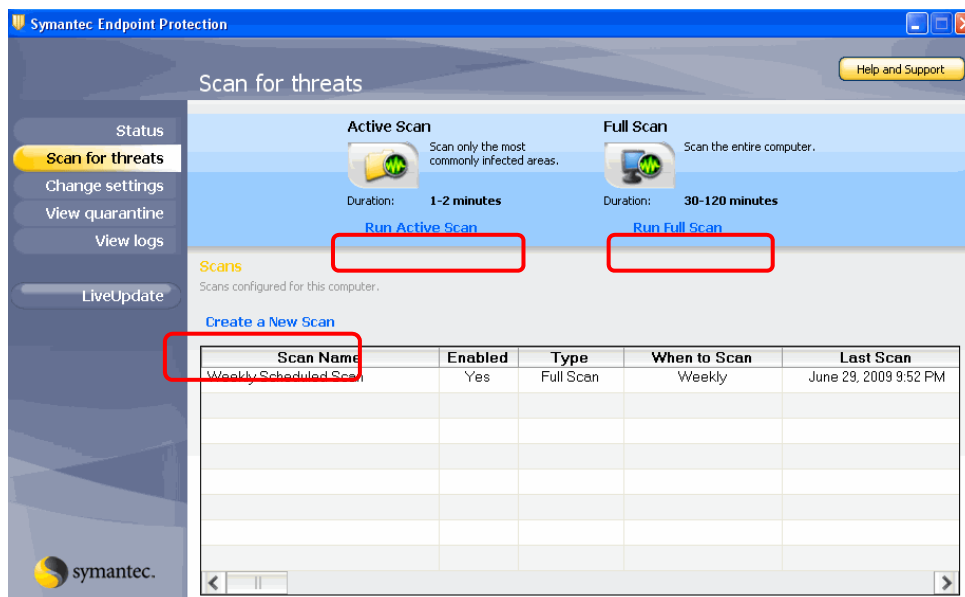 Symantec Endpoint Protection
Scan for threats
Help and Support
Status
Scan for threats
Change settings
View quarantine
View logs
LiveUpdate
Active Scan
Scan only the most
commonly infected areas.
Duration: 1-2 minutes
Run Active Scan
Full Scan
Scan the entire computer.
Duration: 30-120 minutes
Run Full Scan
Scans
Scans configured for this computer.
Create a New Scan
Scan Name Enabled Type When to Scan Last Scan
Weekly Scheduled Scan Yes Full Scan Weekly June 29, 2009 9:52 PM
symantec.